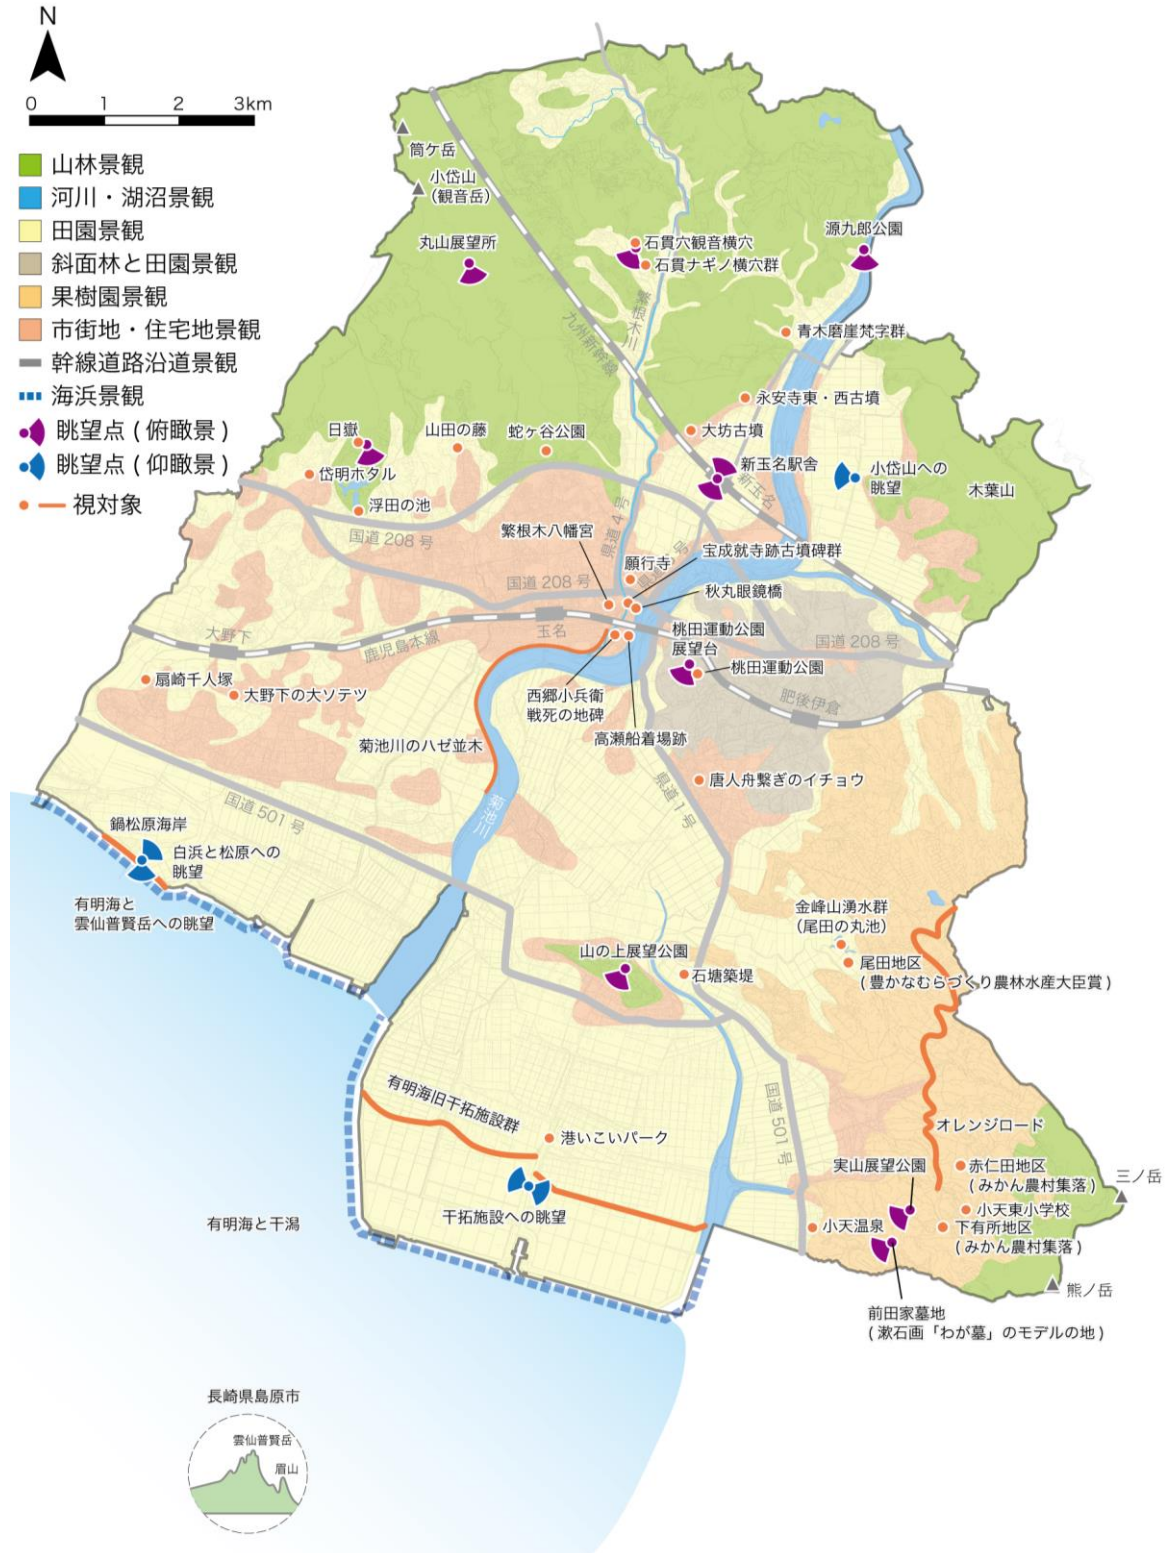 N
0 1 2 3km
山林景観
河川・湖沼景観
田園景観
斜面林と田園景観
果樹園景観
市街地・住宅地景観
幹線道路沿道景観
海浜景観
眺望点 ( 俯瞰景 )
眺望点 ( 仰瞰景 )
視対象
筒ケ岳
小岱山
（観音岳）
丸山展望所
石貫穴観音横穴
石貫ナギノ横穴群
源九郎公園
繁根木川
九州新幹線
青木磨崖梵字群
永安寺東・西古墳
大坊古墳
日嶽
山田の藤
蛇ヶ谷公園
新玉名駅舎
新玉名
小岱山への
眺望
木葉山
岱明ホタル
浮田の池
国道 208 号
繁根木八幡宮
県道 4 号
願行寺
宝成就寺跡古墳碑群
国道 208 号
秋丸眼鏡橋
大野下
鹿児島本線
玉名
桃田運動公園
展望台
国道 208 号
桃田運動公園
扇崎千人塚
大野下の大ソテツ
西郷小兵衛
戦死の地碑
肥後伊倉
高瀬船着場跡
菊池川のハゼ並木
唐人舟繋ぎのイチョウ
県道 1 号
国道 501 号
菊池川
鍋松原海岸
白浜と松原への
眺望
有明海と
雲仙普賢岳への眺望
金峰山湧水群
（尾田の丸池）
山の上展望公園
石塘築堤
尾田地区
( 豊かなむらづくり農林水産大臣賞 )
有明海旧干拓施設群
国道 501 号
港いこいパーク
オレンジロード
実山展望公園
赤仁田地区
( みかん農村集落 )
三ノ岳
干拓施設への眺望
小天東小学校
有明海と干潟
小天温泉
下有所地区
( みかん農村集落 )
熊ノ岳
前田家墓地
( 漱石画「わが墓」のモデルの地 )
長崎県島原市
雲仙普賢岳
眉山